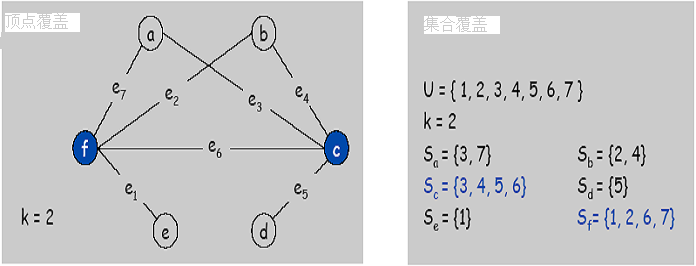 顶点覆盖
a
b
e7
e2
e3
e4
f
e6
c
e1
e5
k = 2
e
d
集合覆盖
U = { 1, 2, 3, 4, 5, 6, 7 }
k = 2
Sa = {3, 7} Sb = {2, 4}
Sc = {3, 4, 5, 6} Sd = {5}
Se = {1} Sf= {1, 2, 6, 7}